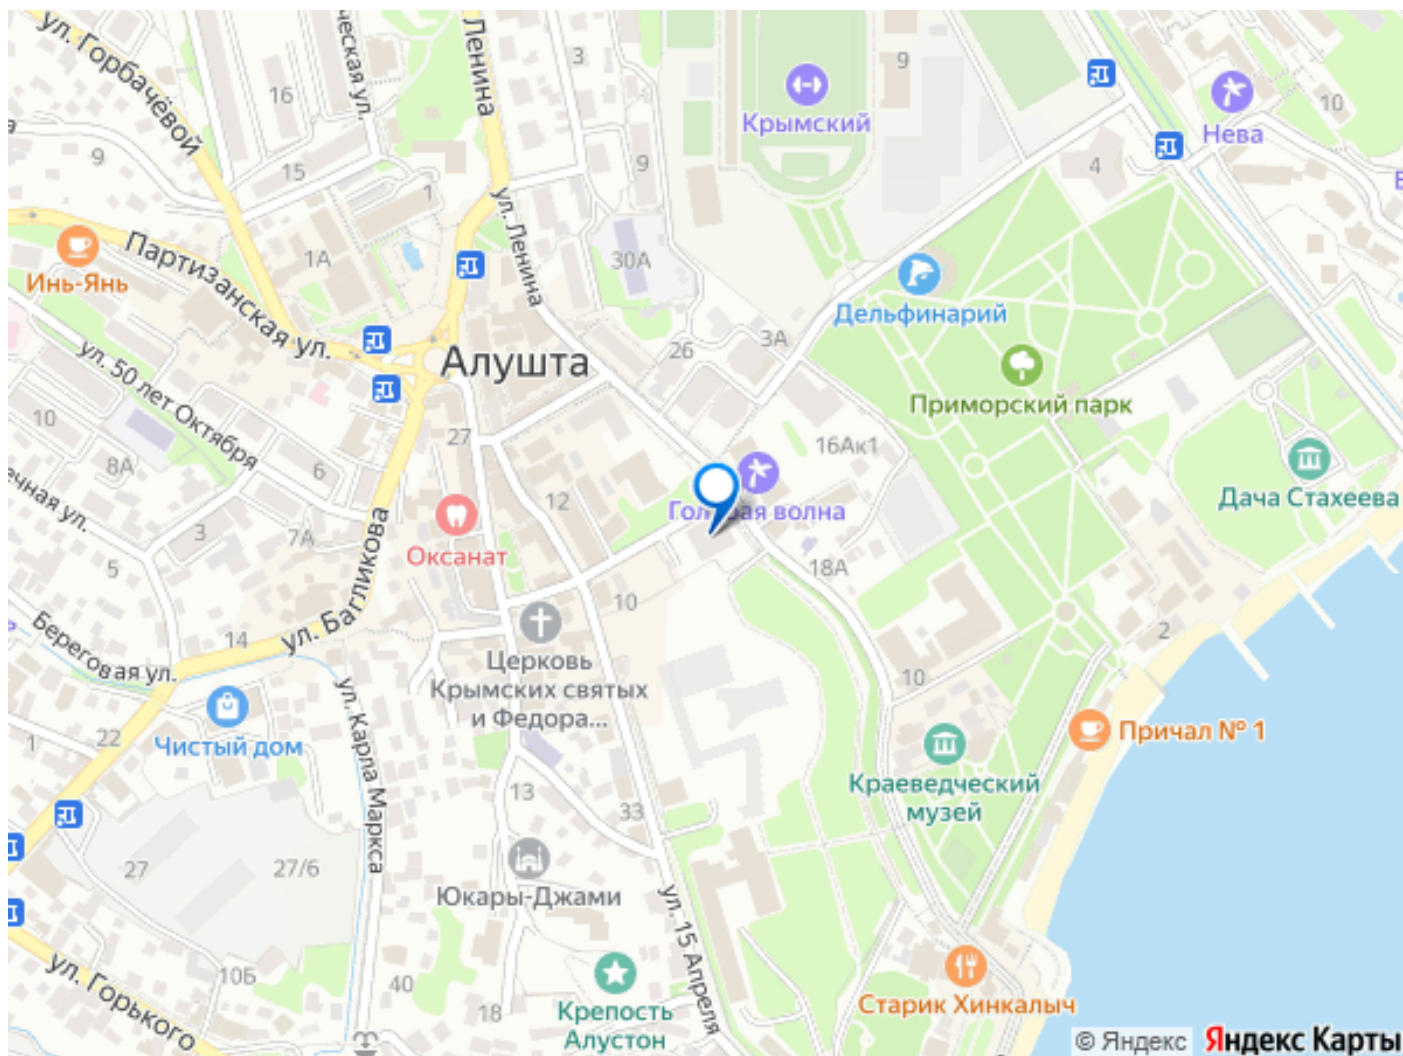 ул. Горбачёвой
ческая ул.
Ленина
3
9
16
Крымский
10
Нева
9
15
1
9
4
ул. Ленина
Партизанская ул.
1А
30А
Инь-Янь
Дельфинарий
26
3А
Алушта
ул. 50 лет Октября
Приморский парк
10
27
16Ак1
8А
6
12
Дача Стахеева
ечная ул.
3
7А
Оксанат
18А
5
ул. Багликова
10
Береговая ул.
14
2
Церковь
Крымских святых
и Федора...
10
ул. Карла Маркса
Чистый дом
1
22
Причал № 1
Краеведческий
музей
13
33
27
27/6
Юкары-Джами
ул. 15 Апреля
ул. Горького
10Б
40
18
Крепость
Алустон
Старик Хинкалыч
© Яндекс Яндекс Карты